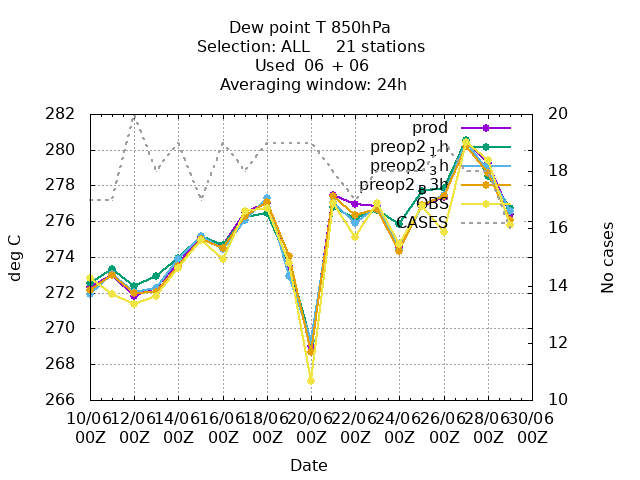 Dew point T 850hPa
Selection: ALL 21 stations
Used 06 + 06
Averaging window: 24h
282
280
278
276
274
272
270
268
266
20
18
16
14
12
10
prod
preop2_1h
preop2_3h
preop2_B_3h
OBS
CASES
deg C
No cases
10/06 12/06 14/06 16/06 18/06 20/06 22/06 24/06 26/06 28/06 30/06
00Z 00Z 00Z 00Z 00Z 00Z 00Z 00Z 00Z 00Z 00Z
Date